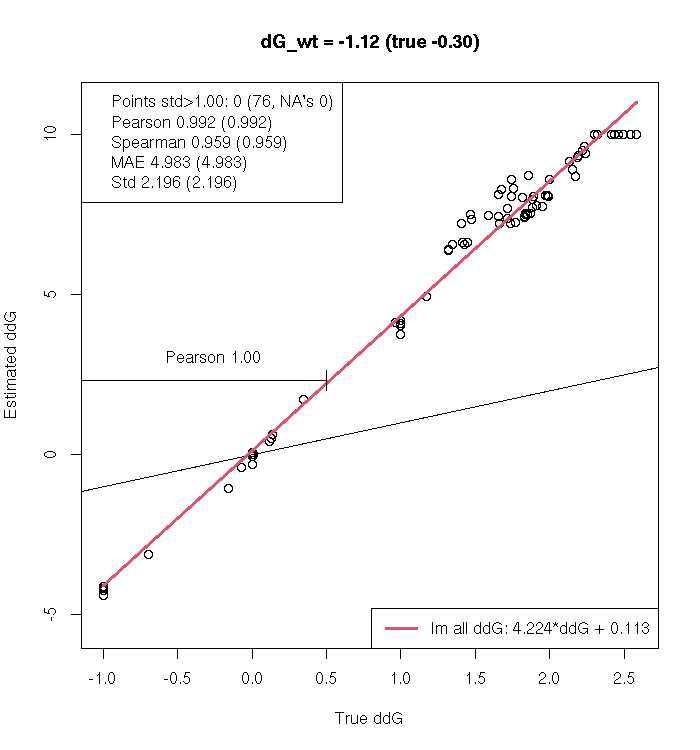 dG_wt = -1.12 (true -0.30)
Points std>1.00: 0 (76, NA's 0)
Pearson 0.992 (0.992)
Spearman 0.959 (0.959)
MAE 4.983 (4.983)
Std 2.196 (2.196)
10
5
0
-5
Estimated ddG
Pearson 1.00
lm all ddG: 4.224*ddG + 0.113
-1.0 -0.5 0.0 0.5 1.0 1.5 2.0 2.5
True ddG